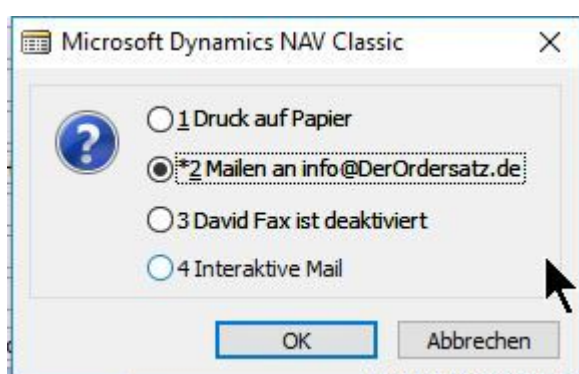 Microsoft Dynamics NAV Classic
1 Druck auf Papier
*2 Mailen an info@DerOrdersatz.de
3 David Fax ist deaktiviert
4 Interaktive Mail
OK Abbrechen